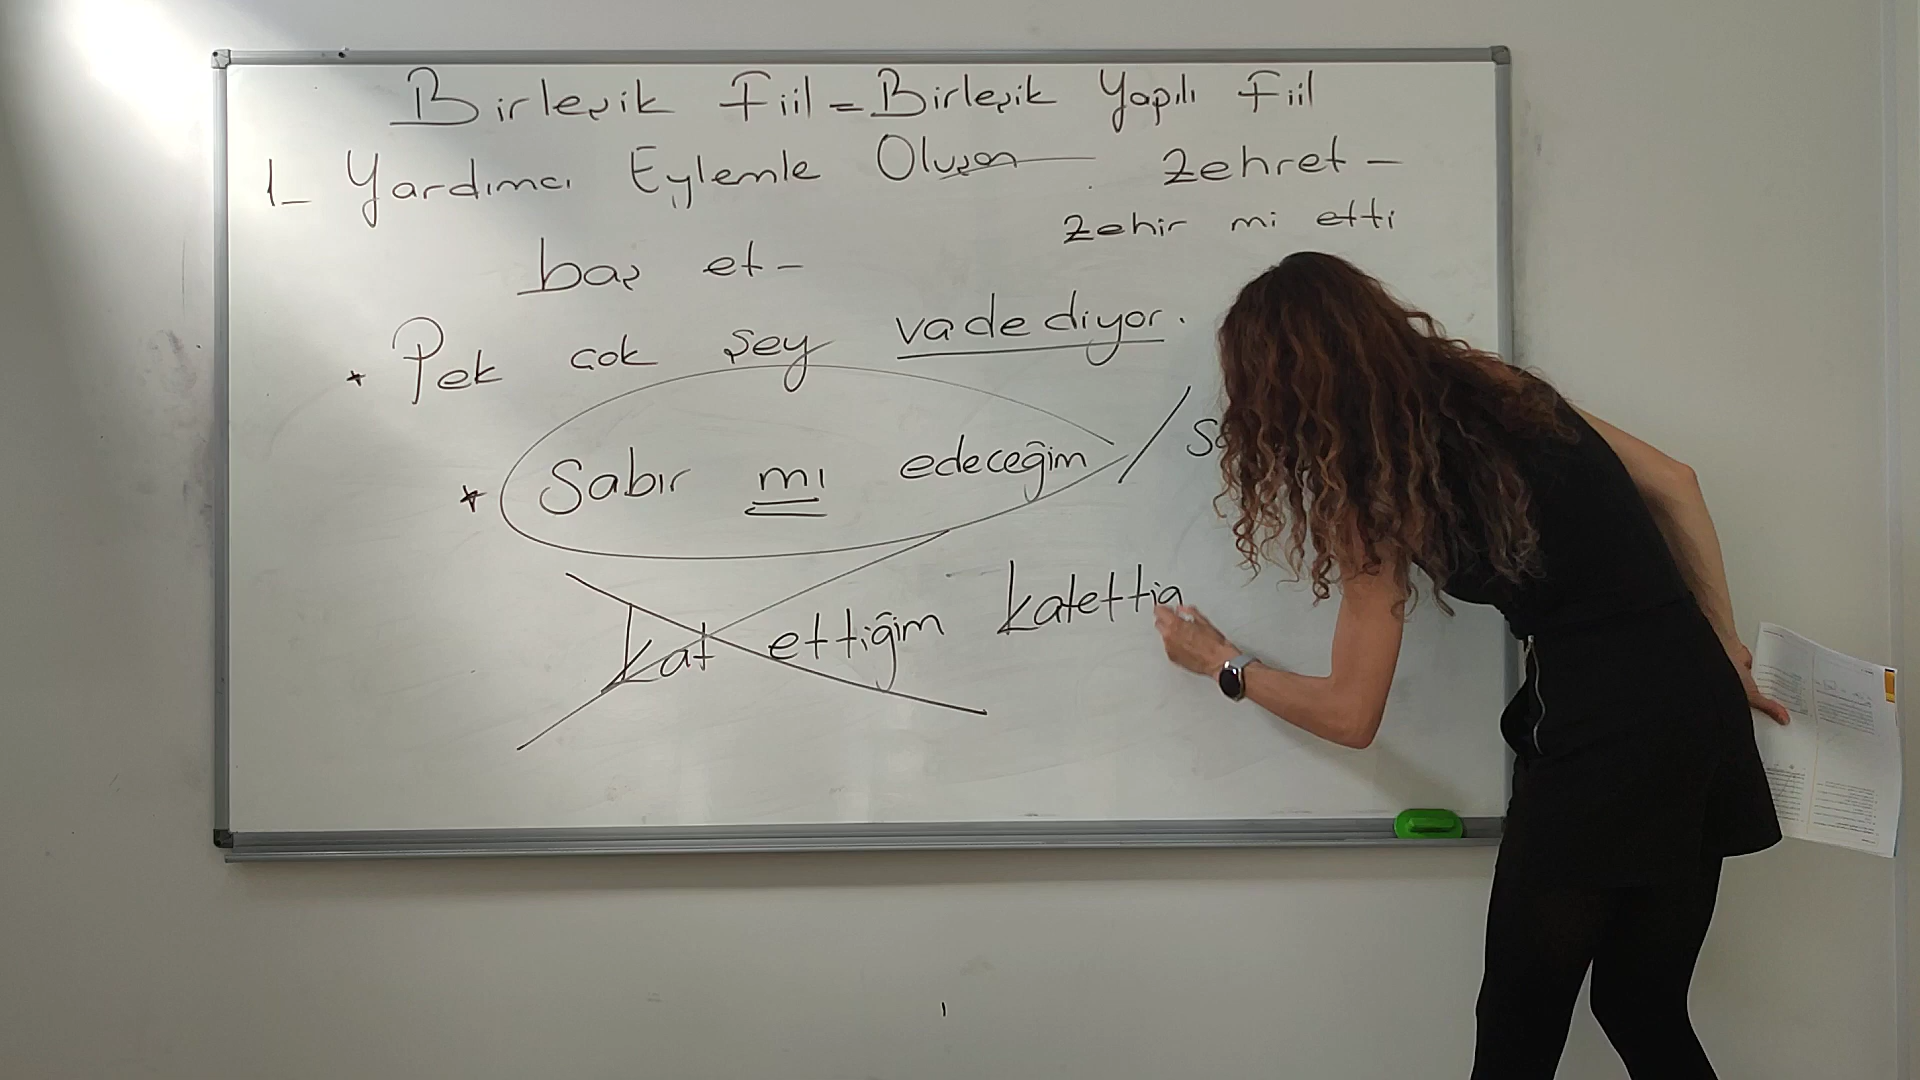 Birleşik Fiil = Birleşik Yapılı Fiil
1_ Yardımcı Eylemle Oluşan
zehret -
zehir mi etti
baş et -
* Pek çok şey vadediyor.
* Sabır mı edeceğim /
kat ettiğim katettiğ